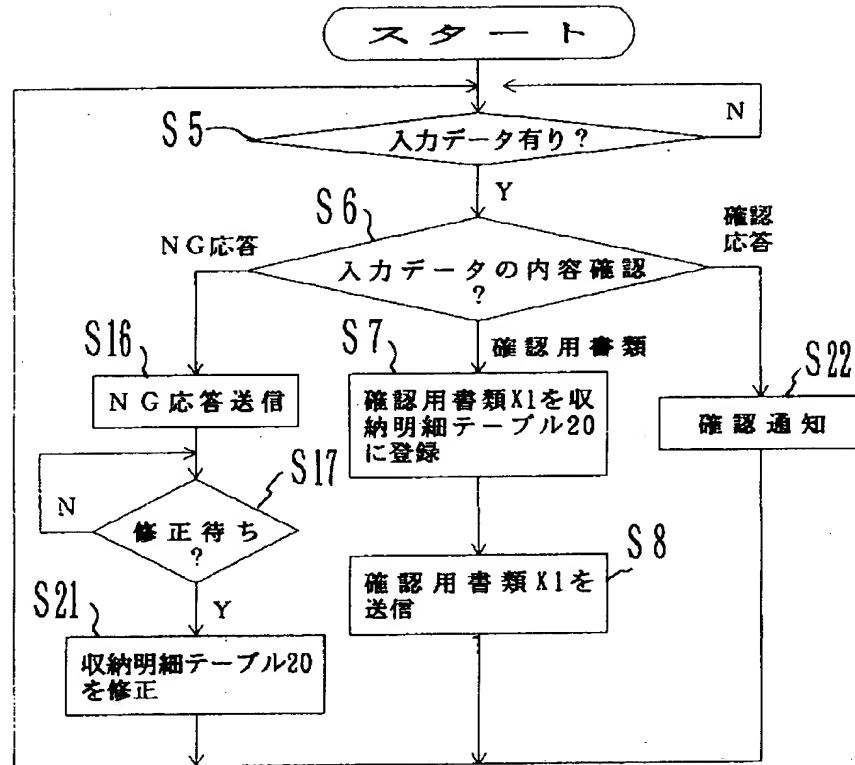 スタート
S5
入力データ有り?
N
Y
S6
NG応答
確認
応答
入力データの内容確認
?
S16
S7
確認用書類
S22
NG応答送信
確認用書類X1を収
納明細テーブル20
に登録
確認通知
S17
N
修正待ち
?
S8
確認用書類X1を
送信
Y
S21
収納明細テーブル20
を修正